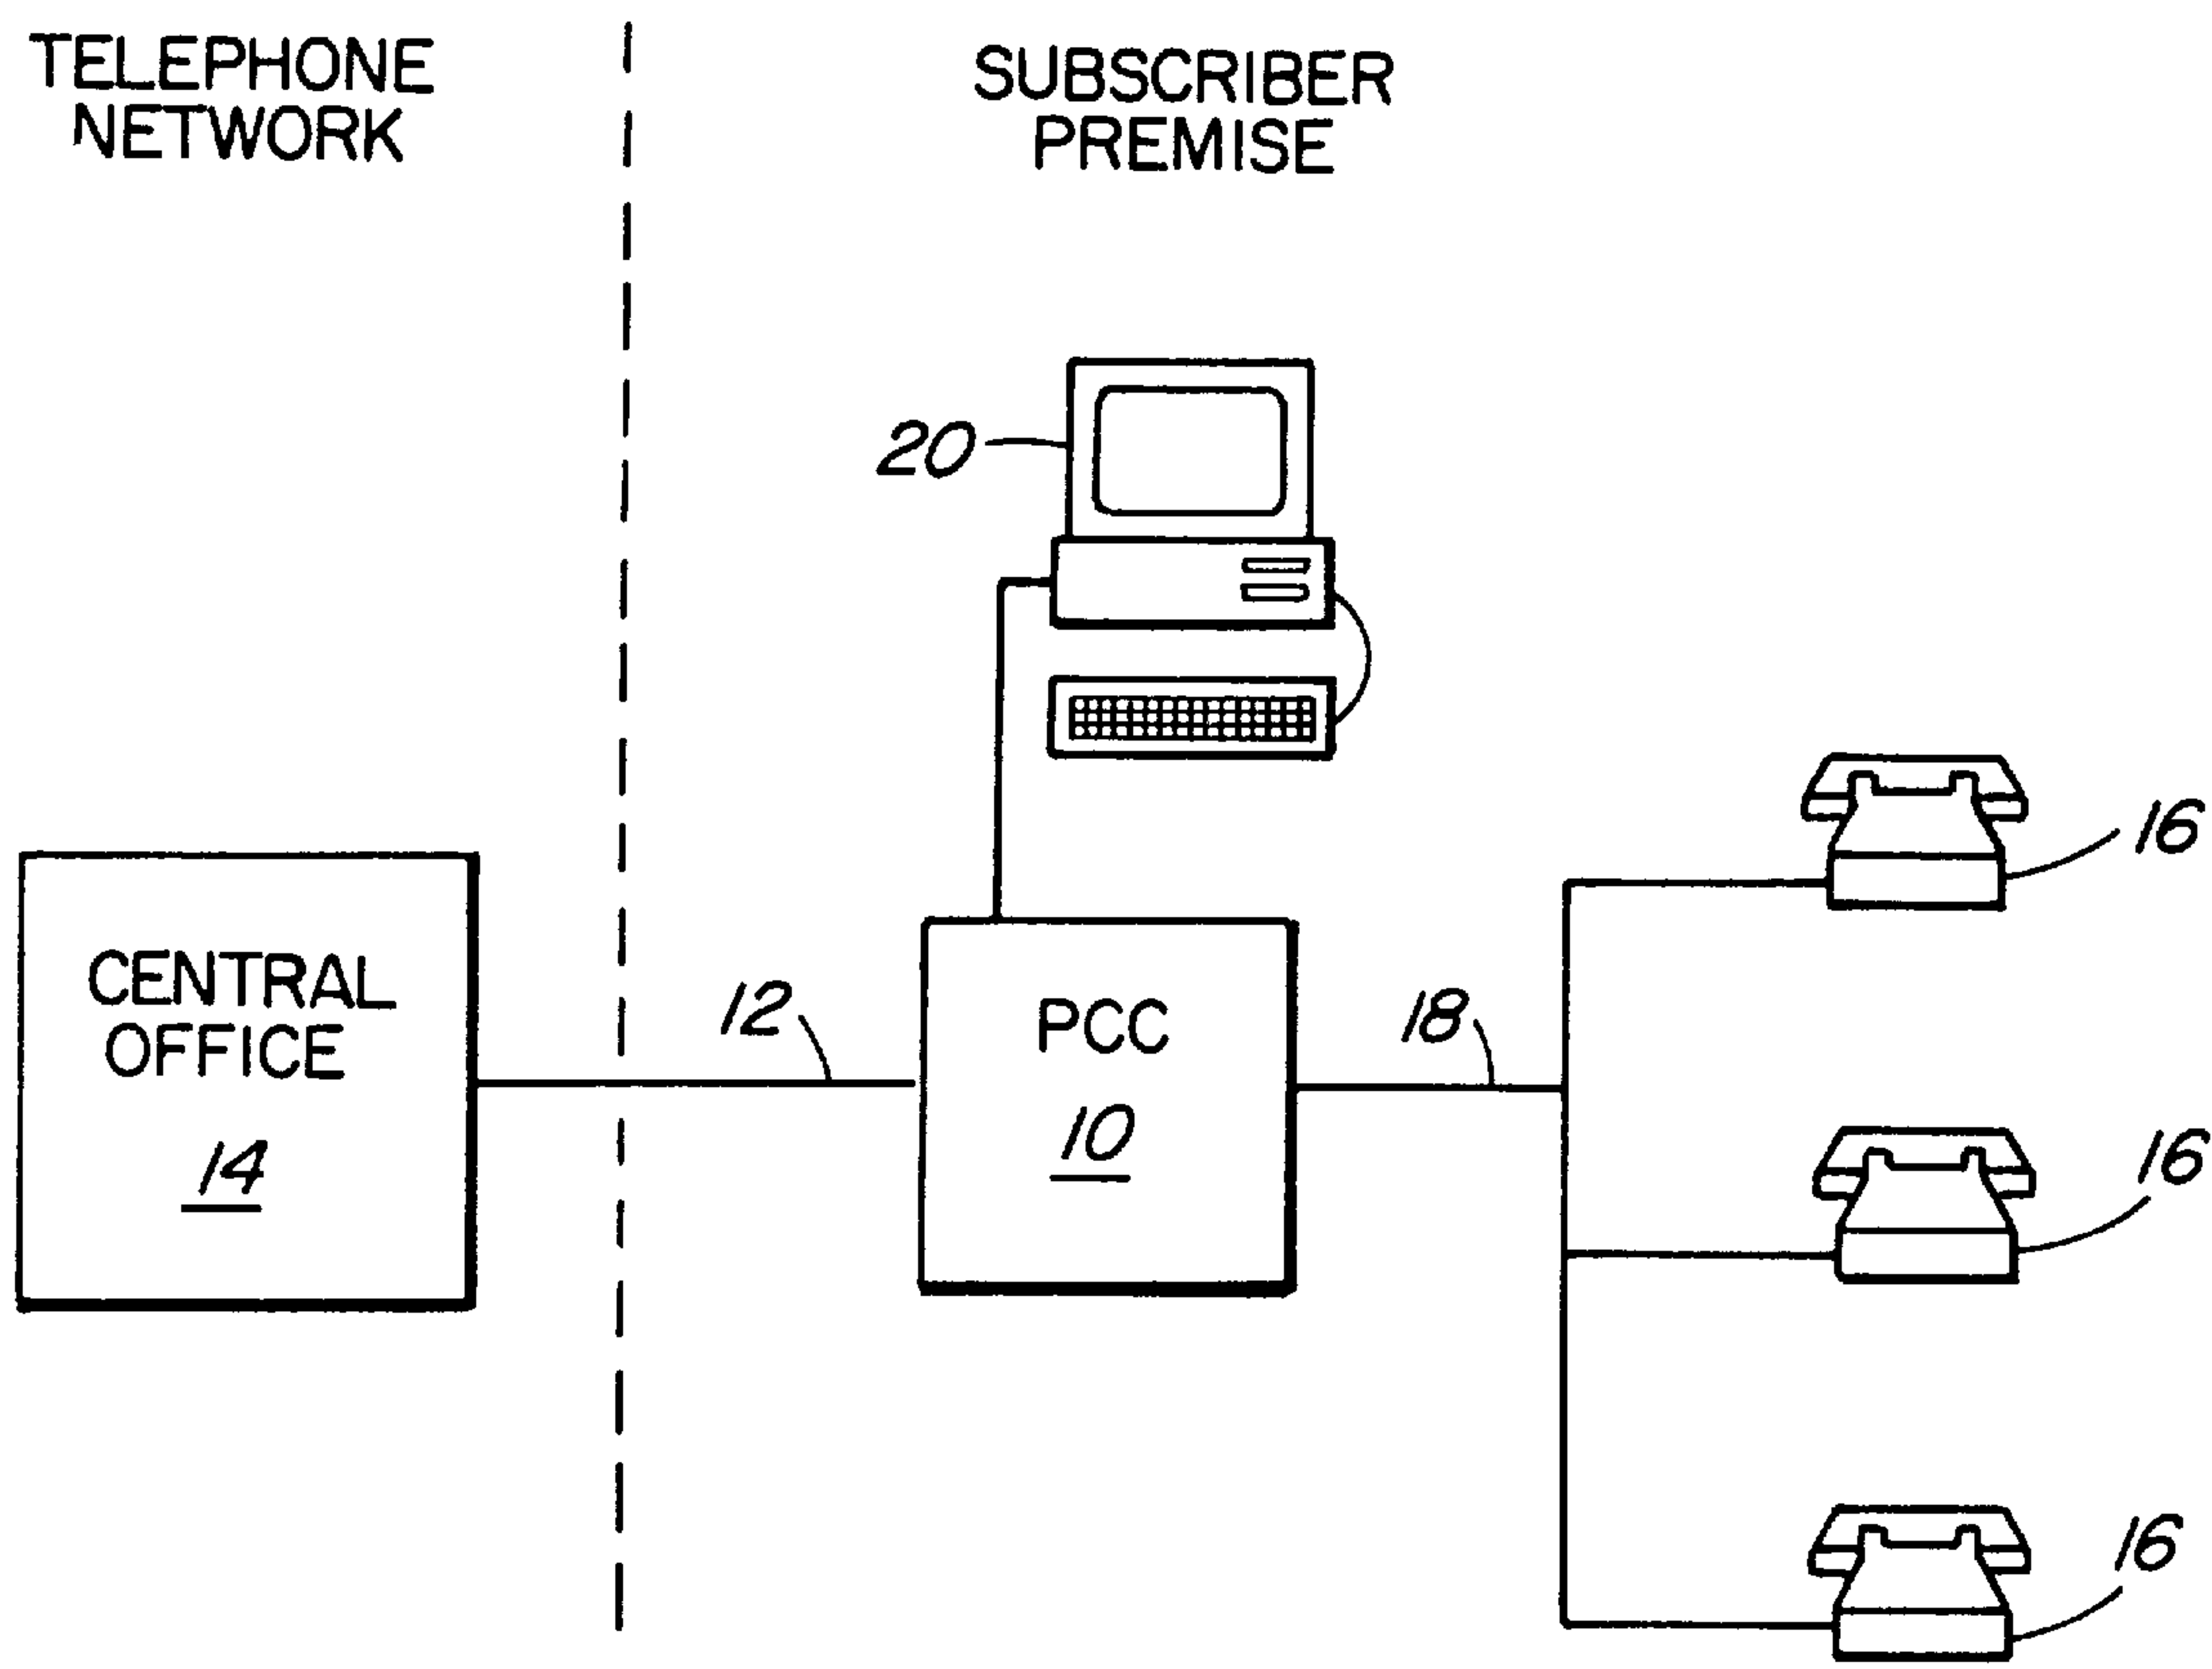 TELEPHONE
NETWORK
SUBSCRIBER
PREMISE
20
16
CENTRAL
OFFICE
14
12
PCC
10
18
16
16